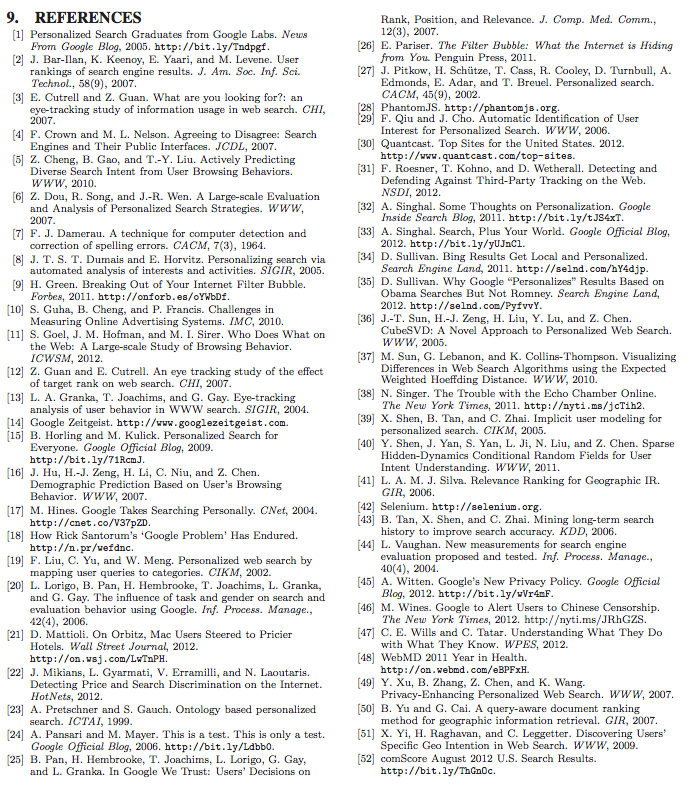 9. REFERENCES
[1] Personalized Search Graduates from Google Labs. News
From Google Blog, 2005. http://bit.ly/Tndpgf.
[2] J. Bar-Ilan, K. Keenoy, E. Yaari, and M. Levene. User
rankings of search engine results. J. Am. Soc. Inf. Sci.
Technol., 58(9), 2007.
[3] E. Cutrell and Z. Guan. What are you looking for?: an
eye-tracking study of information usage in web search. CHI,
2007.
[4] F. Crown and M. L. Nelson. Agreeing to Disagree: Search
Engines and Their Public Interfaces. JCDL, 2007.
[5] Z. Cheng, B. Gao, and T.-Y. Liu. Actively Predicting
Diverse Search Intent from User Browsing Behaviors.
WWW, 2010.
[6] Z. Dou, R. Song, and J.-R. Wen. A Large-scale Evaluation
and Analysis of Personalized Search Strategies. WWW,
2007.
[7] F. J. Damerau. A technique for computer detection and
correction of spelling errors. CACM, 7(3), 1964.
[8] J. T. S. T. Dumais and E. Horvitz. Personalizing search via
automated analysis of interests and activities. SIGIR, 2005.
[9] H. Green. Breaking Out of Your Internet Filter Bubble.
Forbes, 2011. http://onforb.es/oYWbDf.
[10] S. Guha, B. Cheng, and P. Francis. Challenges in
Measuring Online Advertising Systems. IMC, 2010.
[11] S. Goel, J. M. Hofman, and M. I. Sirer. Who Does What on
the Web: A Large-scale Study of Browsing Behavior.
ICWSM, 2012.
[12] Z. Guan and E. Cutrell. An eye tracking study of the effect
of target rank on web search. CHI, 2007.
[13] L. A. Granka, T. Joachims, and G. Gay. Eye-tracking
analysis of user behavior in WWW search. SIGIR, 2004.
[14] Google Zeitgeist. http://www.googlezeitgeist.com.
[15] B. Horling and M. Kulick. Personalized Search for
Everyone. Google Official Blog, 2009.
http://bit.ly/71RcmJ.
[16] J. Hu, H.-J. Zeng, H. Li, C. Niu, and Z. Chen.
Demographic Prediction Based on User's Browsing
Behavior. WWW, 2007.
[17] M. Hines. Google Takes Searching Personally. CNet, 2004.
http://cnet.co/V37pZD.
[18] How Rick Santorum's 'Google Problem' Has Endured.
http://n.pr/wefdnc.
[19] F. Liu, C. Yu, and W. Meng. Personalized web search by
mapping user queries to categories. CIKM, 2002.
[20] L. Lorigo, B. Pan, H. Hembrooke, T. Joachims, L. Granka,
and G. Gay. The influence of task and gender on search and
evaluation behavior using Google. Inf. Process. Manage.,
42(4), 2006.
[21] D. Mattioli. On Orbitz, Mac Users Steered to Pricier
Hotels. Wall Street Journal, 2012.
http://on.wsj.com/LwTnPH.
[22] J. Mikians, L. Gyarmati, V. Erramilli, and N. Laoutaris.
Detecting Price and Search Discrimination on the Internet.
HotNets, 2012.
[23] A. Pretschner and S. Gauch. Ontology based personalized
search. ICTAI, 1999.
[24] A. Pansari and M. Mayer. This is a test. This is only a test.
Google Official Blog, 2006. http://bit.ly/Ldbb0.
[25] B. Pan, H. Hembrooke, T. Joachims, L. Lorigo, G. Gay,
and L. Granka. In Google We Trust: Users' Decisions on
Rank, Position, and Relevance. J. Comp. Med. Comm.,
12(3), 2007.
[26] E. Pariser. The Filter Bubble: What the Internet is Hiding
from You. Penguin Press, 2011.
[27] J. Pitkow, H. Schütze, T. Cass, R. Cooley, D. Turnbull, A.
Edmonds, E. Adar, and T. Breuel. Personalized search.
CACM, 45(9), 2002.
[28] PhantomJS. http://phantomjs.org.
[29] F. Qiu and J. Cho. Automatic Identification of User
Interest for Personalized Search. WWW, 2006.
[30] Quantcast. Top Sites for the United States. 2012.
http://www.quantcast.com/top-sites.
[31] F. Roesner, T. Kohno, and D. Wetherall. Detecting and
Defending Against Third-Party Tracking on the Web.
NSDI, 2012.
[32] A. Singhal. Some Thoughts on Personalization. Google
Inside Search Blog, 2011. http://bit.ly/tJS4xT.
[33] A. Singhal. Search, Plus Your World. Google Official Blog,
2012. http://bit.ly/yUJnCl.
[34] D. Sullivan. Bing Results Get Local and Personalized.
Search Engine Land, 2011. http://selnd.com/hY4djp.
[35] D. Sullivan. Why Google "Personalizes" Results Based on
Obama Searches But Not Romney. Search Engine Land,
2012. http://selnd.com/PyfvvY.
[36] J.-T. Sun, H.-J. Zeng, H. Liu, Y. Lu, and Z. Chen.
CubeSVD: A Novel Approach to Personalized Web Search.
WWW, 2005.
[37] M. Sun, G. Lebanon, and K. Collins-Thompson. Visualizing
Differences in Web Search Algorithms using the Expected
Weighted Hoeffding Distance. WWW, 2010.
[38] N. Singer. The Trouble with the Echo Chamber Online.
The New York Times, 2011. http://nyti.ms/jcTih2.
[39] X. Shen, B. Tan, and C. Zhai. Implicit user modeling for
personalized search. CIKM, 2005.
[40] Y. Shen, J. Yan, S. Yan, L. Ji, N. Liu, and Z. Chen. Sparse
Hidden-Dynamics Conditional Random Fields for User
Intent Understanding. WWW, 2011.
[41] L. A. M. J. Silva. Relevance Ranking for Geographic IR.
GIR, 2006.
[42] Selenium. http://selenium.org.
[43] B. Tan, X. Shen, and C. Zhai. Mining long-term search
history to improve search accuracy. KDD, 2006.
[44] L. Vaughan. New measurements for search engine
evaluation proposed and tested. Inf. Process. Manage.,
40(4), 2004.
[45] A. Witten. Google's New Privacy Policy. Google Official
Blog, 2012. http://bit.ly/wVr4mF.
[46] M. Wines. Google to Alert Users to Chinese Censorship.
The New York Times, 2012. http://nyti.ms/JRhGZS.
[47] C. E. Wills and C. Tatar. Understanding What They Do
with What They Know. WPES, 2012.
[48] WebMD 2011 Year in Health.
http://on.webmd.com/eBPFxH.
[49] Y. Xu, B. Zhang, Z. Chen, and K. Wang.
Privacy-Enhancing Personalized Web Search. WWW, 2007.
[50] B. Yu and G. Cai. A query-aware document ranking
method for geographic information retrieval. GIR, 2007.
[51] X. Yi, H. Raghavan, and C. Leggetter. Discovering Users'
Specific Geo Intention in Web Search. WWW, 2009.
[52] comScore August 2012 U.S. Search Results.
http://bit.ly/ThGnOc.